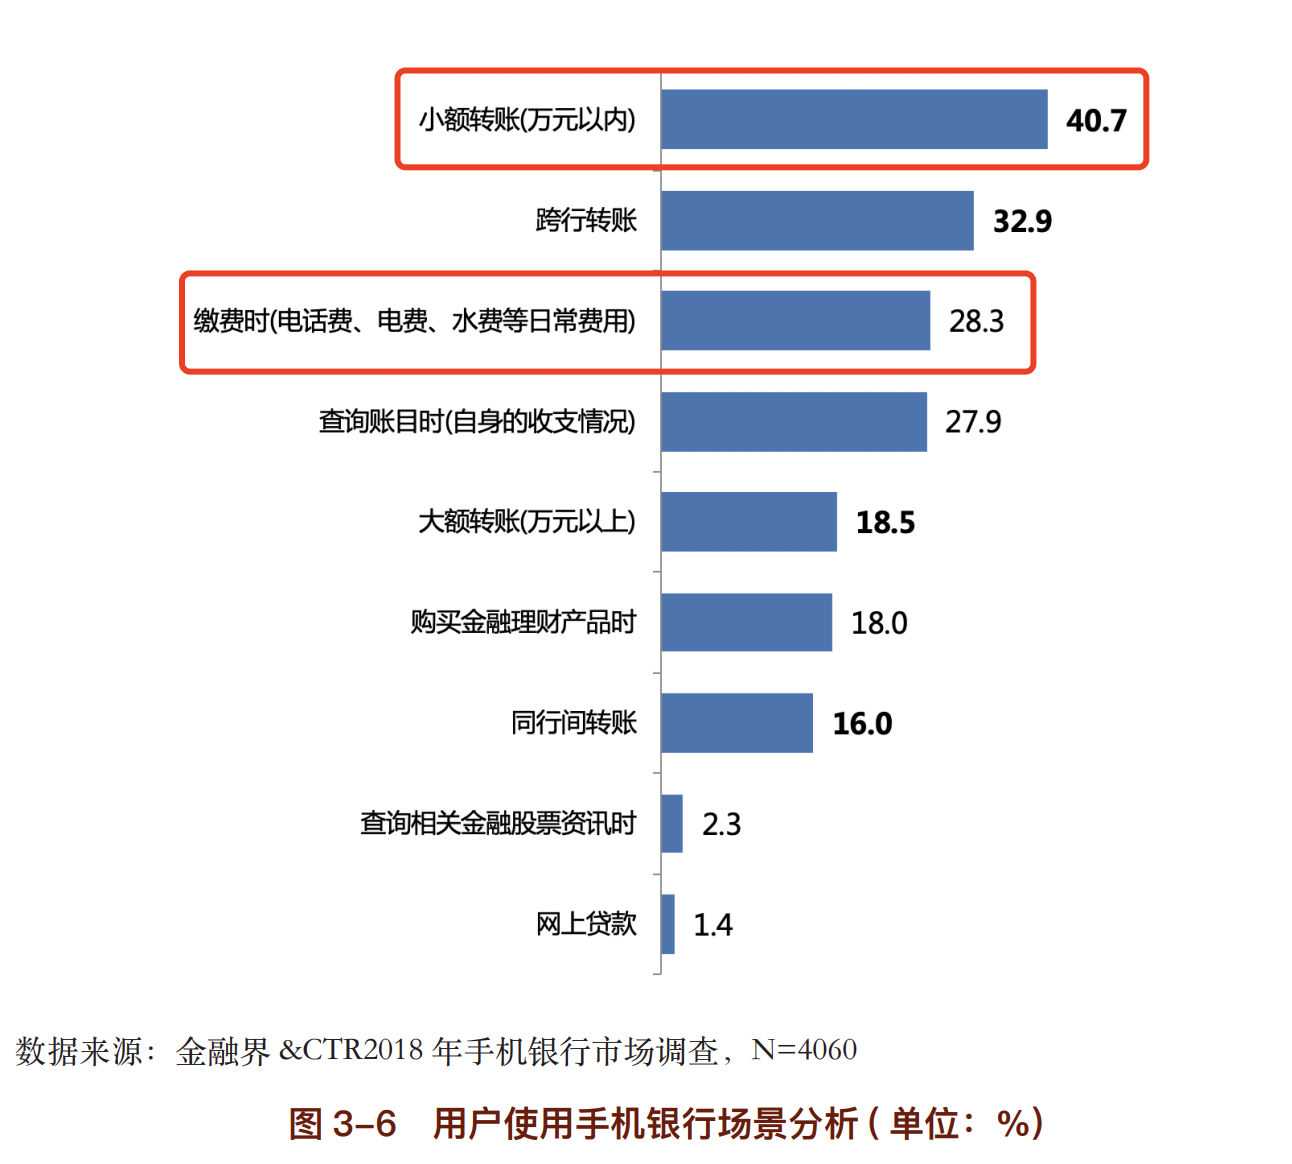 小额转账(万元以内) 40.7
跨行转账 32.9
缴费时(电话费、电费、水费等日常费用) 28.3
查询账目时(自身的收支情况) 27.9
大额转账(万元以上) 18.5
购买金融理财产品时 18.0
同行间转账 16.0
查询相关金融股票资讯时 2.3
网上贷款 1.4
数据来源：金融界 &CTR2018 年手机银行市场调查，N=4060
图 3–6 用户使用手机银行场景分析 ( 单位：%)